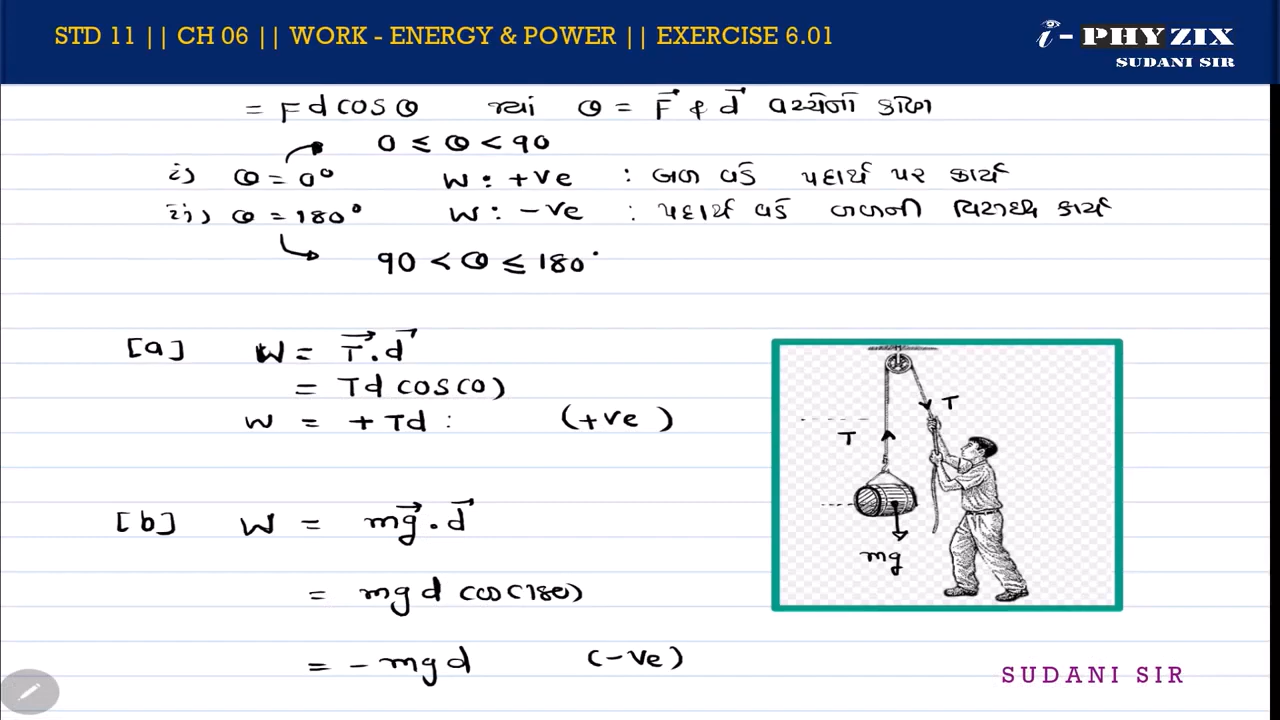 STD 11 || CH 06 || WORK - ENERGY & POWER || EXERCISE 6.01
i - PHYZIX
SUDANI SIR
= Fd cos θ જ્યાં θ = F⃗ & d⃗ વચ્ચેનો કોણ
0 ≤ θ < 90
i) θ = 0° W : +ve : બળ વડે પદાર્થ પર કાર્ય
ii) θ = 180° W : -ve : પદાર્થ વડે બળની વિરુદ્ધ કાર્ય
90 < θ ≤ 180°
[a] W = T⃗ . d⃗
= Td cos(0)
W = + Td : (+ve)
T
T
[b] W = mg⃗ . d⃗
mg
= mgd cos(180)
= - mgd (-ve)
SUDANI SIR